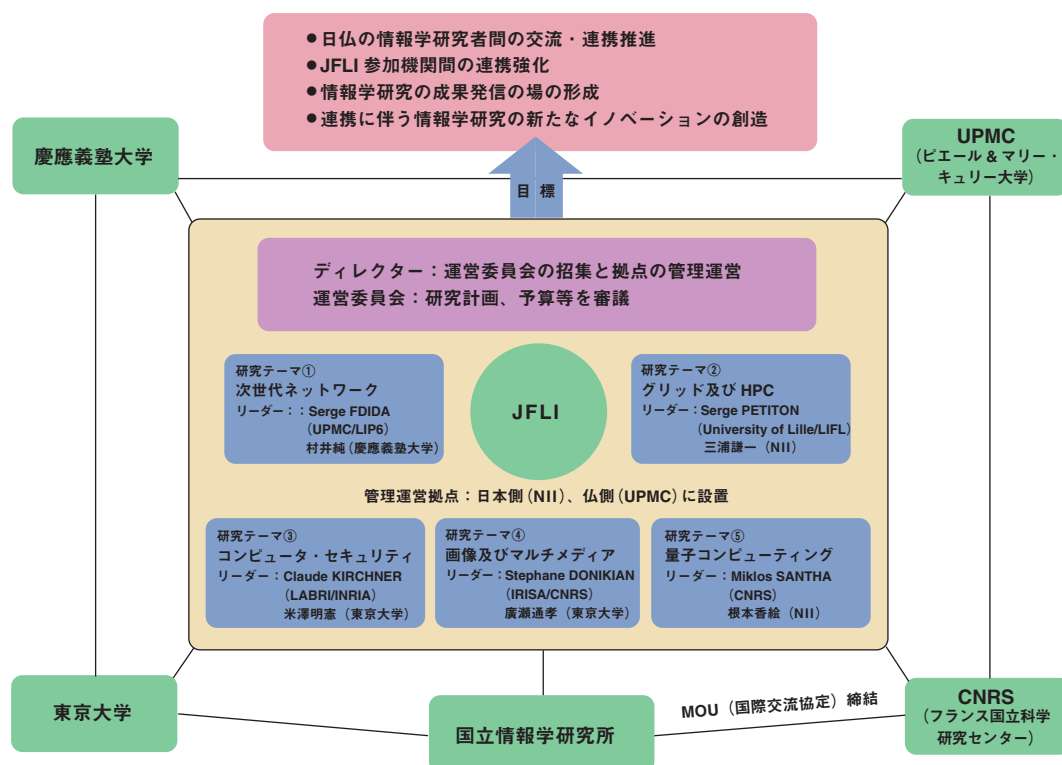 ●日仏の情報学研究者間の交流・連携推進
●JFLI 参加機関間の連携強化
●情報学研究の成果発信の場の形成
●連携に伴う情報学研究の新たなイノベーションの創造
慶應義塾大学
UPMC
(ピエール & マリー・
キュリー大学)
目標
ディレクター：運営委員会の招集と拠点の管理運営
運営委員会：研究計画、予算等を審議
研究テーマ①
次世代ネットワーク
リーダー：：Serge FDIDA
(UPMC/LIP6)
村井純(慶應義塾大学)
JFLI
研究テーマ②
グリッド及び HPC
リーダー：Serge PETITON
(University of Lille/LIFL)
三浦謙一(NII)
管理運営拠点：日本側(NII)、仏側(UPMC)に設置
研究テーマ③
コンピュータ・セキュリティ
リーダー：Claude KIRCHNER
(LABRI/INRIA)
米澤明憲(東京大学)
研究テーマ④
画像及びマルチメディア
リーダー：Stephane DONIKIAN
(IRISA/CNRS)
廣瀬通孝(東京大学)
研究テーマ⑤
量子コンピューティング
リーダー：Miklos SANTHA
(CNRS)
根本香絵(NII)
東京大学
国立情報学研究所
MOU(国際交流協定)締結
CNRS
(フランス国立科学
研究センター)